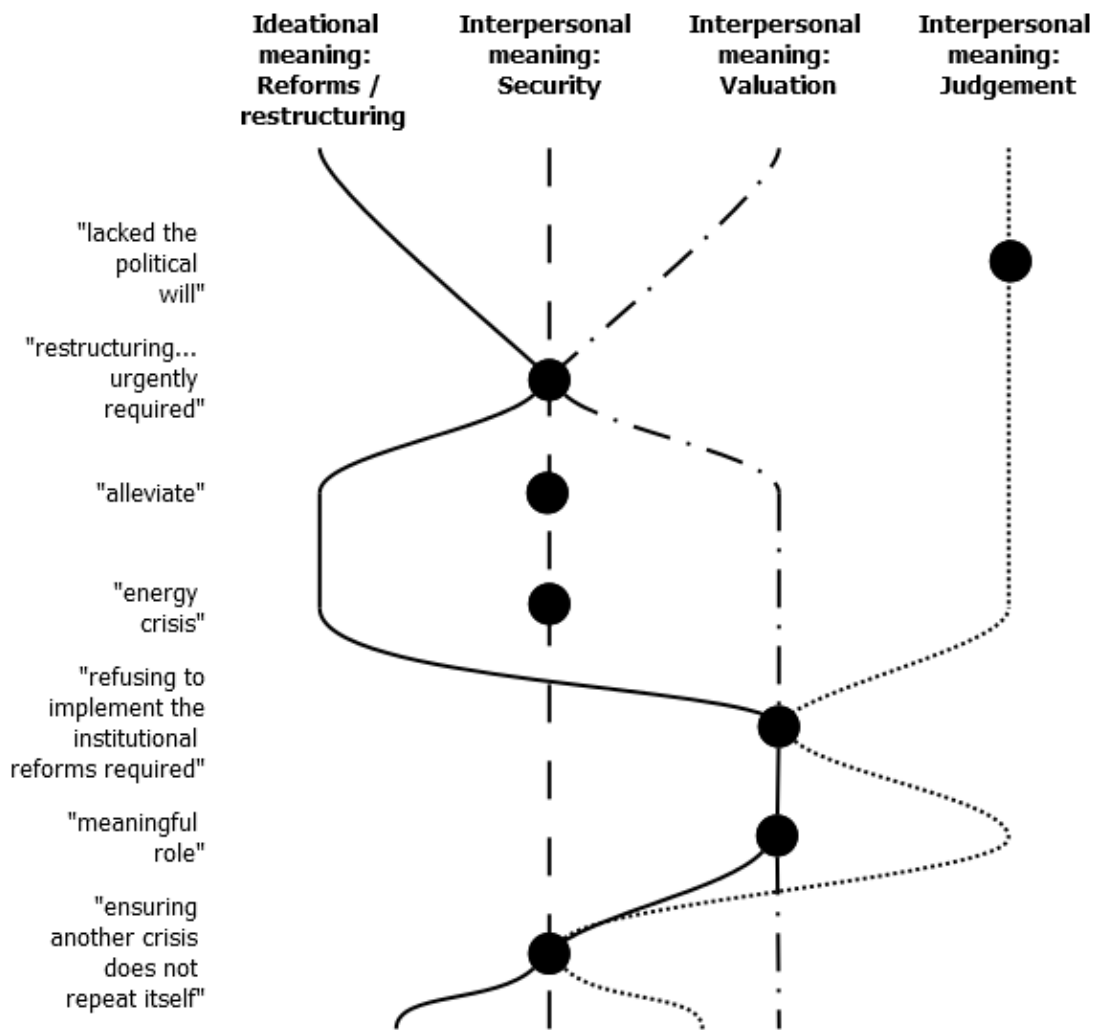 Ideational
meaning:
Reforms /
restructuring
Interpersonal
meaning:
Security
Interpersonal
meaning:
Valuation
Interpersonal
meaning:
Judgement
"lacked the
political
will"
"restructuring...
urgently
required"
"alleviate"
"energy
crisis"
"refusing to
implement the
institutional
reforms required"
"meaningful
role"
"ensuring
another crisis
does not
repeat itself"